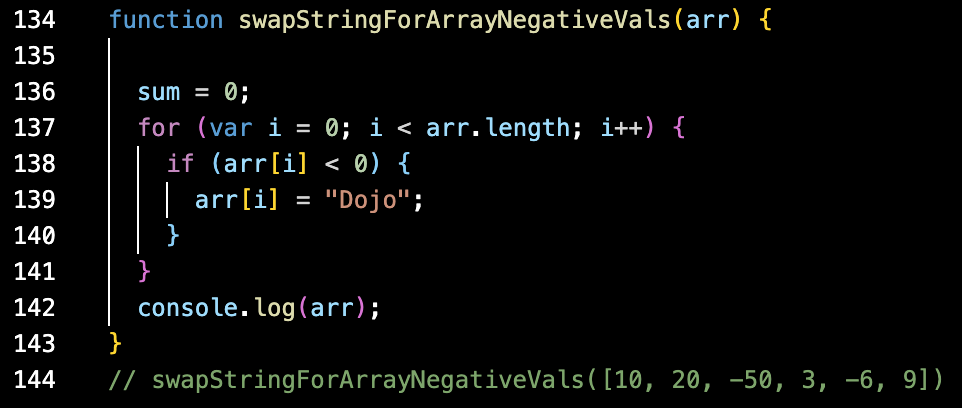 134 function swapStringForArrayNegativeVals(arr) {
135
136 sum = 0;
137 for (var i = 0; i < arr.length; i++) {
138 if (arr[i] < 0) {
139 arr[i] = "Dojo";
140 }
141 }
142 console.log(arr);
143 }
144 // swapStringForArrayNegativeVals([10, 20, -50, 3, -6, 9])